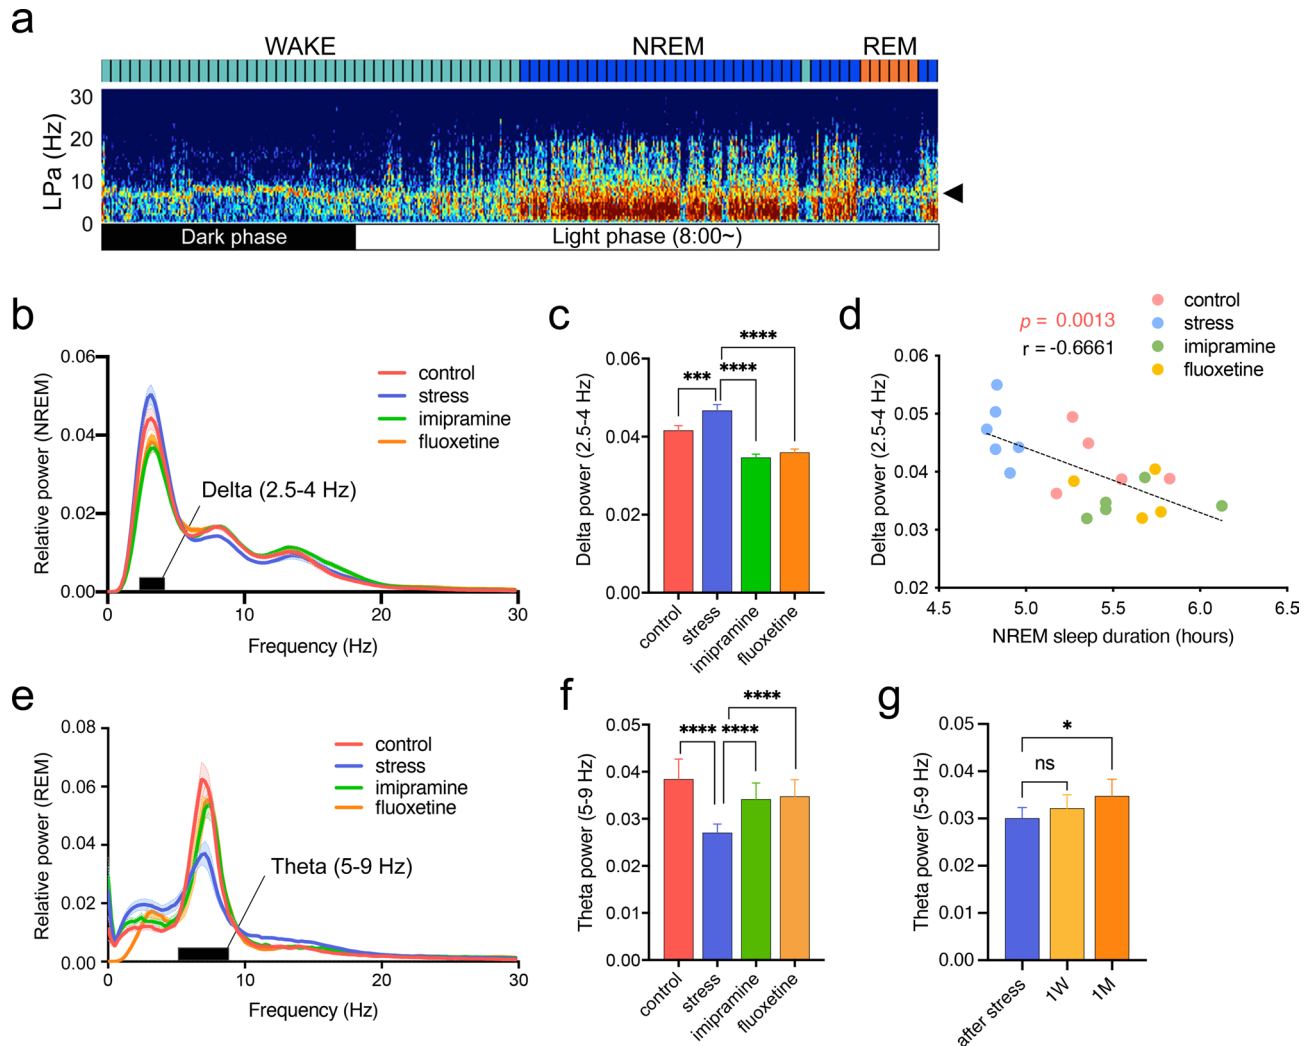 a
WAKE NREM REM
30
20
10
0
LPa (Hz)
Dark phase Light phase (8:00~)
b
0.06
0.04
0.02
0.00
Relative power (NREM)
control
stress
imipramine
fluoxetine
Delta (2.5-4 Hz)
0 10 20 30
Frequency (Hz)
c
****
*** ****
0.06
0.04
0.02
0.00
Delta power (2.5-4 Hz)
control stress imipramine fluoxetine
d
p = 0.0013
r = -0.6661
control
stress
imipramine
fluoxetine
0.06
0.05
0.04
0.03
0.02
Delta power (2.5-4 Hz)
4.5 5.0 5.5 6.0 6.5
NREM sleep duration (hours)
e
0.08
0.06
0.04
0.02
0.00
Relative power (REM)
control
stress
imipramine
fluoxetine
Theta (5-9 Hz)
0 10 20 30
Frequency (Hz)
f
****
**** ****
0.05
0.04
0.03
0.02
0.01
0.00
Theta power (5-9 Hz)
control stress imipramine fluoxetine
g
*
ns
0.05
0.04
0.03
0.02
0.01
0.00
Theta power (5-9 Hz)
after stress 1W 1M